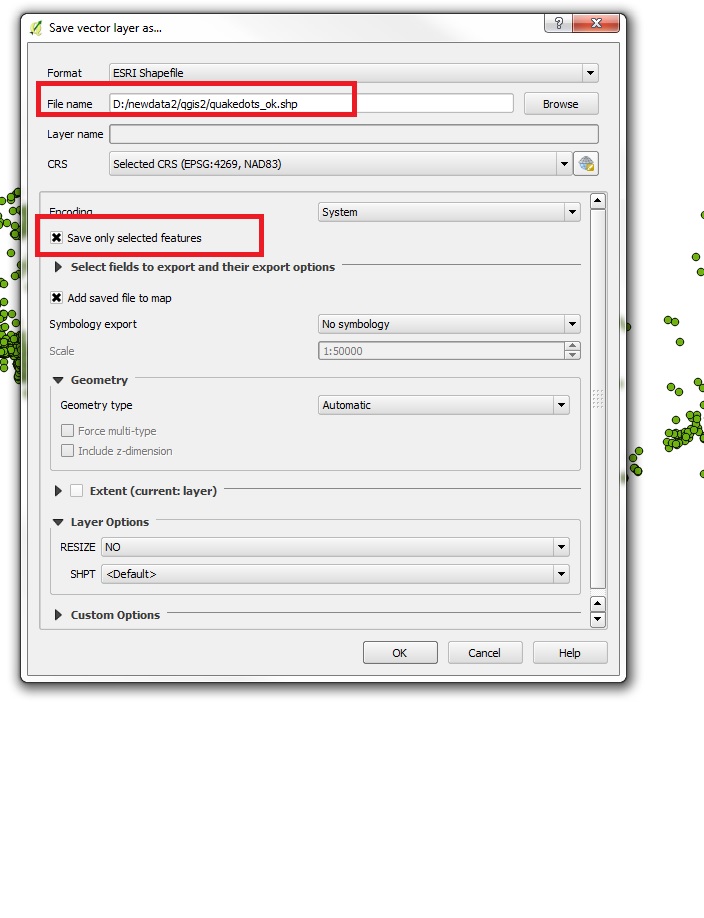 Save vector layer as...
?
Format ESRI Shapefile
File name D:/newdata2/qgis2/quakedots_ok.shp Browse
Layer name
CRS Selected CRS (EPSG:4269, NAD83)
Encoding System
Save only selected features
Select fields to export and their export options
Add saved file to map
Symbology export No symbology
Scale 1:50000
Geometry
Geometry type Automatic
Force multi-type
Include z-dimension
Extent (current: layer)
Layer Options
RESIZE NO
SHPT <Default>
Custom Options
OK Cancel Help